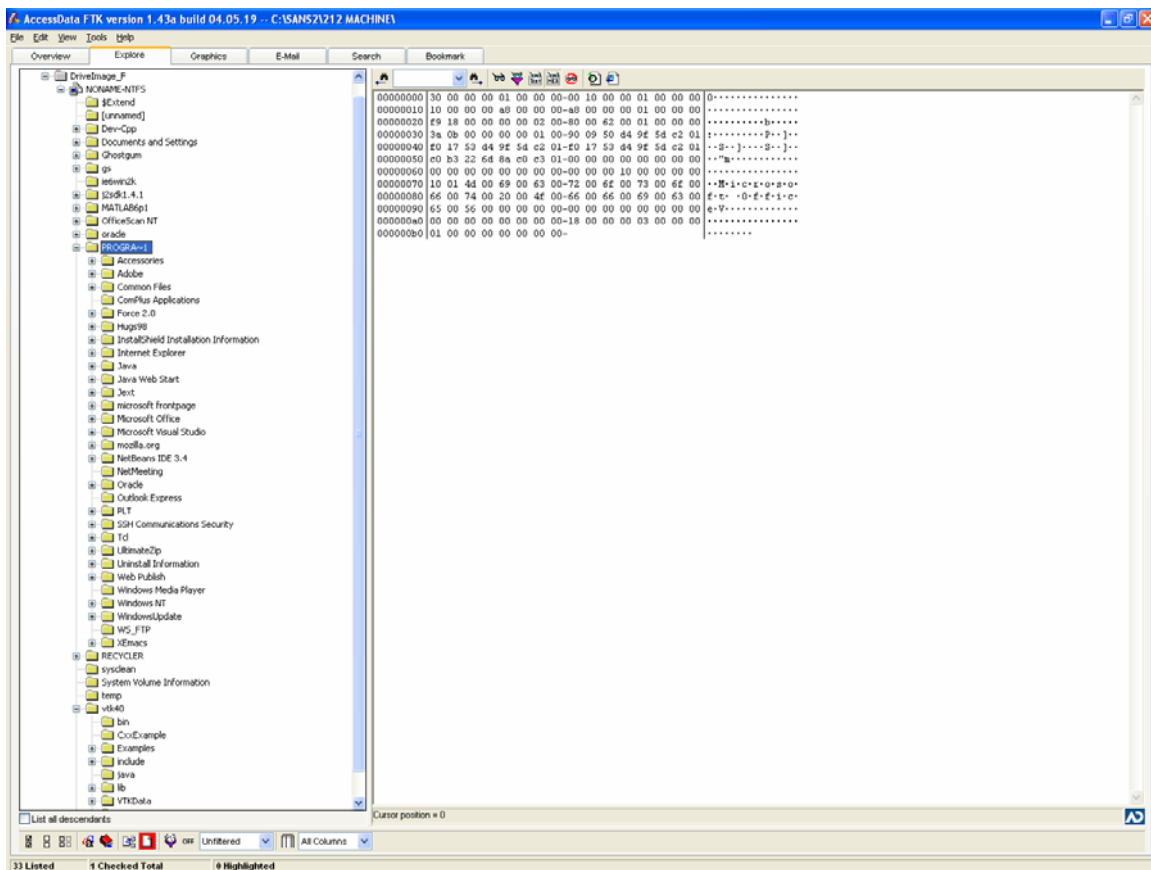 AccessData FTK version 1.43a build 04.05.19 -- C:\SANS2\212 MACHINE\
File Edit View Tools Help
Overview Explore Graphics E-Mail Search Bookmark
DriveImage_F
NONAME-NTFS
$Extend
[unnamed]
Dev-Cpp
Documents and Settings
Ghostgum
gs
ie6win2k
j2sdk1.4.1
MATLAB6p1
OfficeScan NT
oracle
PROGRA~1
Accessories
Adobe
Common Files
ComPlus Applications
Force 2.0
Hugs98
InstallShield Installation Information
Internet Explorer
Java
Java Web Start
Jext
microsoft frontpage
Microsoft Office
Microsoft Visual Studio
mozilla.org
NetBeans IDE 3.4
NetMeeting
Oracle
Outlook Express
PLT
SSH Communications Security
Tcl
UltimateZip
Uninstall Information
Web Publish
Windows Media Player
Windows NT
WindowsUpdate
WS_FTP
XEmacs
RECYCLER
sysclean
System Volume Information
temp
vtk40
bin
CxxExample
Examples
include
java
lib
VTKData
List all descendants
00000000 30 00 00 00 01 00 00 00-00 10 00 00 01 00 00 00 0···············
00000010 10 00 00 00 a8 00 00 00-a8 00 00 00 01 00 00 00 ················
00000020 f9 18 00 00 00 00 02 00-80 00 62 00 01 00 00 00 ··········b·····
00000030 3a 0b 00 00 00 00 01 00-90 09 50 d4 9f 5d c2 01 :·········P··]··
00000040 f0 17 53 d4 9f 5d c2 01-f0 17 53 d4 9f 5d c2 01 ··S··]····S··]··
00000050 c0 b3 22 6d 8a c0 c3 01-00 00 00 00 00 00 00 00 ··"m············
00000060 00 00 00 00 00 00 00 00-00 00 00 10 00 00 00 00 ················
00000070 10 01 4d 00 69 00 63 00-72 00 6f 00 73 00 6f 00 ··M·i·c·r·o·s·o·
00000080 66 00 74 00 20 00 4f 00-66 00 66 00 69 00 63 00 f·t· ·O·f·f·i·c·
00000090 65 00 56 00 00 00 00 00-00 00 00 00 00 00 00 00 e·V·············
000000a0 00 00 00 00 00 00 00 00-18 00 00 00 03 00 00 00 ················
000000b0 01 00 00 00 00 00 00 00- ········
Cursor position = 0
OFF Unfiltered All Columns
33 Listed 1 Checked Total 0 Highlighted